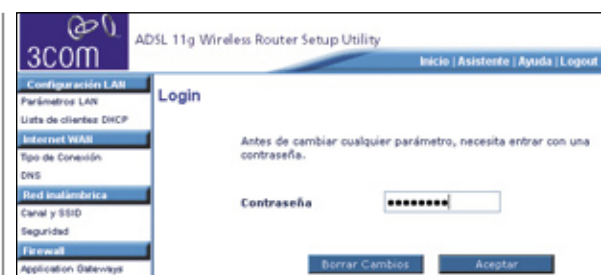 3COM
ADSL 11g Wireless Router Setup Utility
Inicio | Asistente | Ayuda | Logout
Configuración LAN
Parámetros LAN
Lista de clientes DHCP
Internet WAN
Tipo de Conexión
DNS
Red inalámbrica
Canal y SSID
Seguridad
Firewall
Application Gateways
Login
Antes de cambiar cualquier parámetro, necesita entrar con una
contraseña.
Contraseña
Borrar Cambios
Aceptar